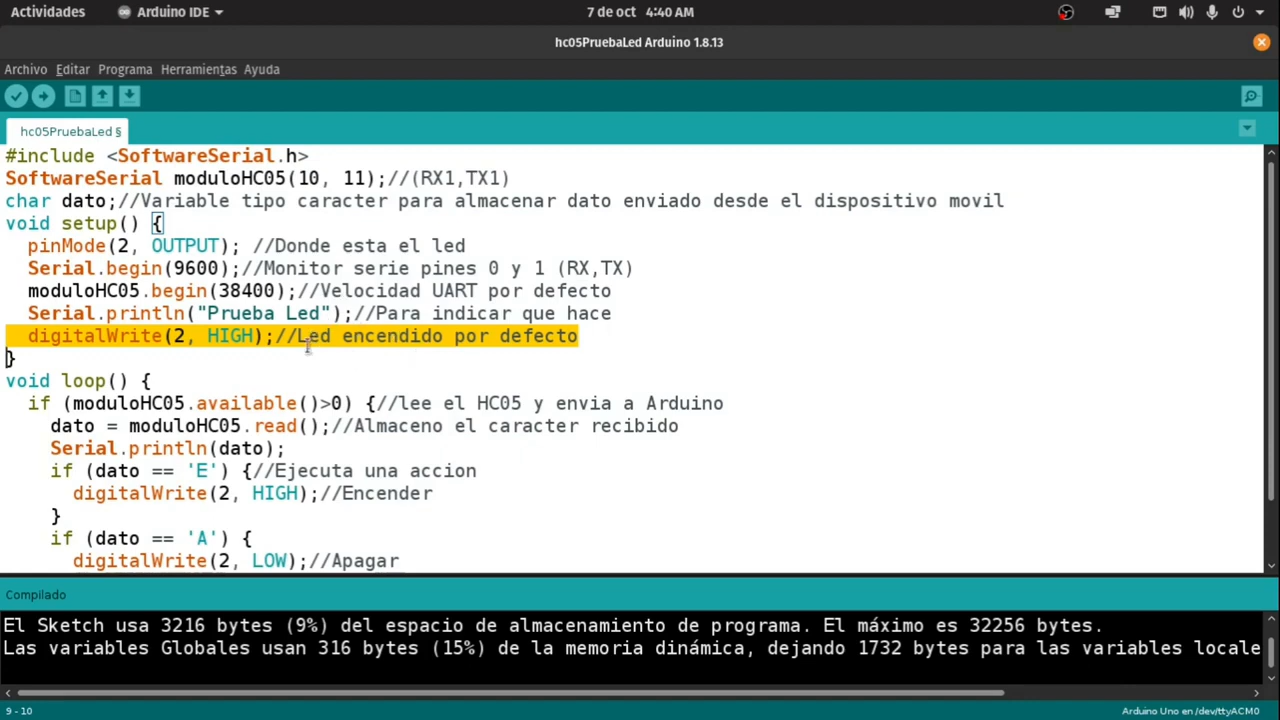 Actividades Arduino IDE 7 de oct 4:40 AM
hc05PruebaLed Arduino 1.8.13
Archivo Editar Programa Herramientas Ayuda
hc05PruebaLed §
#include <SoftwareSerial.h>
SoftwareSerial moduloHC05(10, 11);//(RX1,TX1)
char dato;//Variable tipo caracter para almacenar dato enviado desde el dispositivo movil
void setup() {
  pinMode(2, OUTPUT); //Donde esta el led
  Serial.begin(9600);//Monitor serie pines 0 y 1 (RX,TX)
  moduloHC05.begin(38400);//Velocidad UART por defecto
  Serial.println("Prueba Led");//Para indicar que hace
  digitalWrite(2, HIGH);//Led encendido por defecto
}
void loop() {
  if (moduloHC05.available()>0) {//lee el HC05 y envia a Arduino
    dato = moduloHC05.read();//Almaceno el caracter recibido
    Serial.println(dato);
    if (dato == 'E') {//Ejecuta una accion
      digitalWrite(2, HIGH);//Encender
    }
    if (dato == 'A') {
      digitalWrite(2, LOW);//Apagar
Compilado
El Sketch usa 3216 bytes (9%) del espacio de almacenamiento de programa. El máximo es 32256 bytes.
Las variables Globales usan 316 bytes (15%) de la memoria dinámica, dejando 1732 bytes para las variables locale
9 - 10 Arduino Uno en /dev/ttyACM0